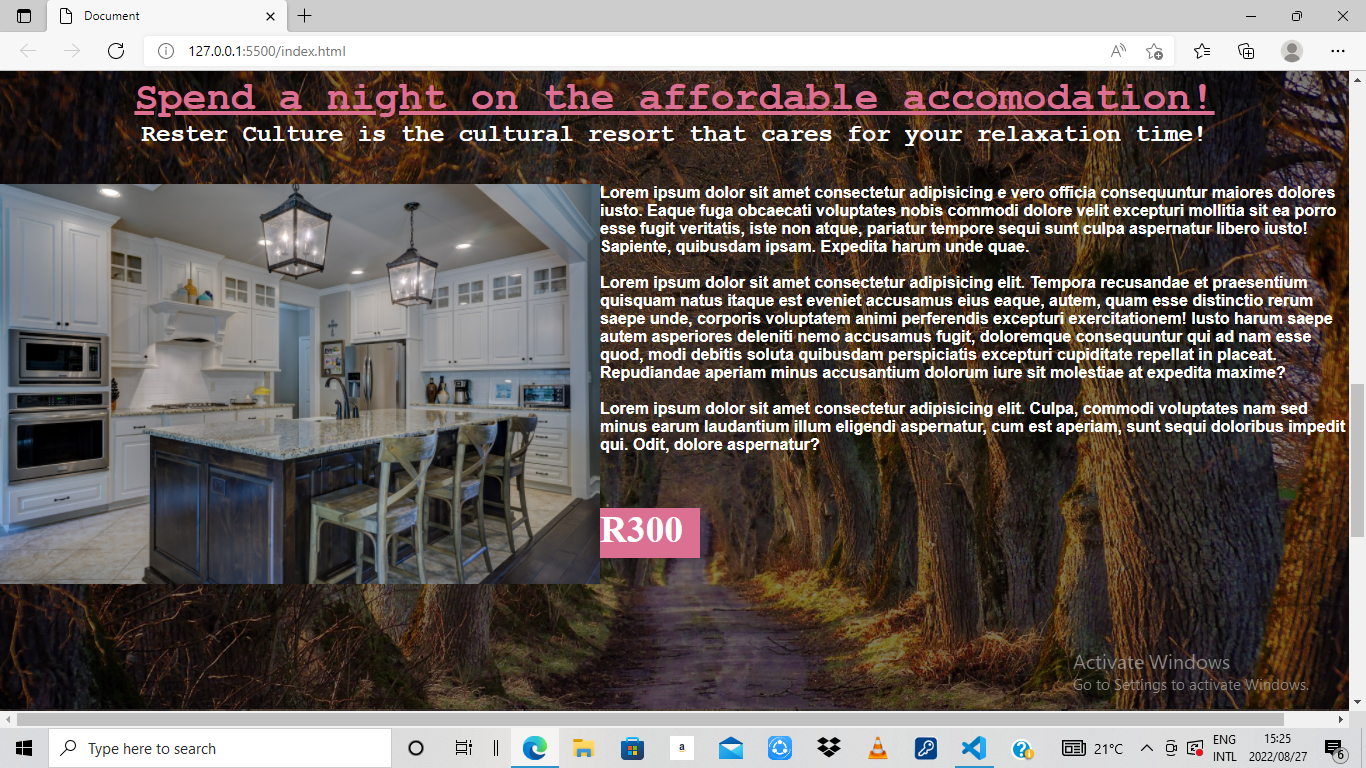 Document
127.0.0.1:5500/index.html
Spend a night on the affordable accomodation!
Rester Culture is the cultural resort that cares for your relaxation time!
Lorem ipsum dolor sit amet consectetur adipisicing e vero officia consequuntur maiores dolores
iusto. Eaque fuga obcaecati voluptates nobis commodi dolore velit excepturi mollitia sit ea porro
esse fugit veritatis, iste non atque, pariatur tempore sequi sunt culpa aspernatur libero iusto!
Sapiente, quibusdam ipsam. Expedita harum unde quae.
Lorem ipsum dolor sit amet consectetur adipisicing elit. Tempora recusandae et praesentium
quisquam natus itaque est eveniet accusamus eius eaque, autem, quam esse distinctio rerum
saepe unde, corporis voluptatem animi perferendis excepturi exercitationem! Iusto harum saepe
autem asperiores deleniti nemo accusamus fugit, doloremque consequuntur qui ad nam esse
quod, modi debitis soluta quibusdam perspiciatis excepturi cupiditate repellat in placeat.
Repudiandae aperiam minus accusantium dolorum iure sit molestiae at expedita maxime?
Lorem ipsum dolor sit amet consectetur adipisicing elit. Culpa, commodi voluptates nam sed
minus earum laudantium illum eligendi aspernatur, cum est aperiam, sunt sequi doloribus impedit
qui. Odit, dolore aspernatur?
R300
Activate Windows
Go to Settings to activate Windows.
Type here to search
a
21°C
ENG
INTL
15:25
2022/08/27
6